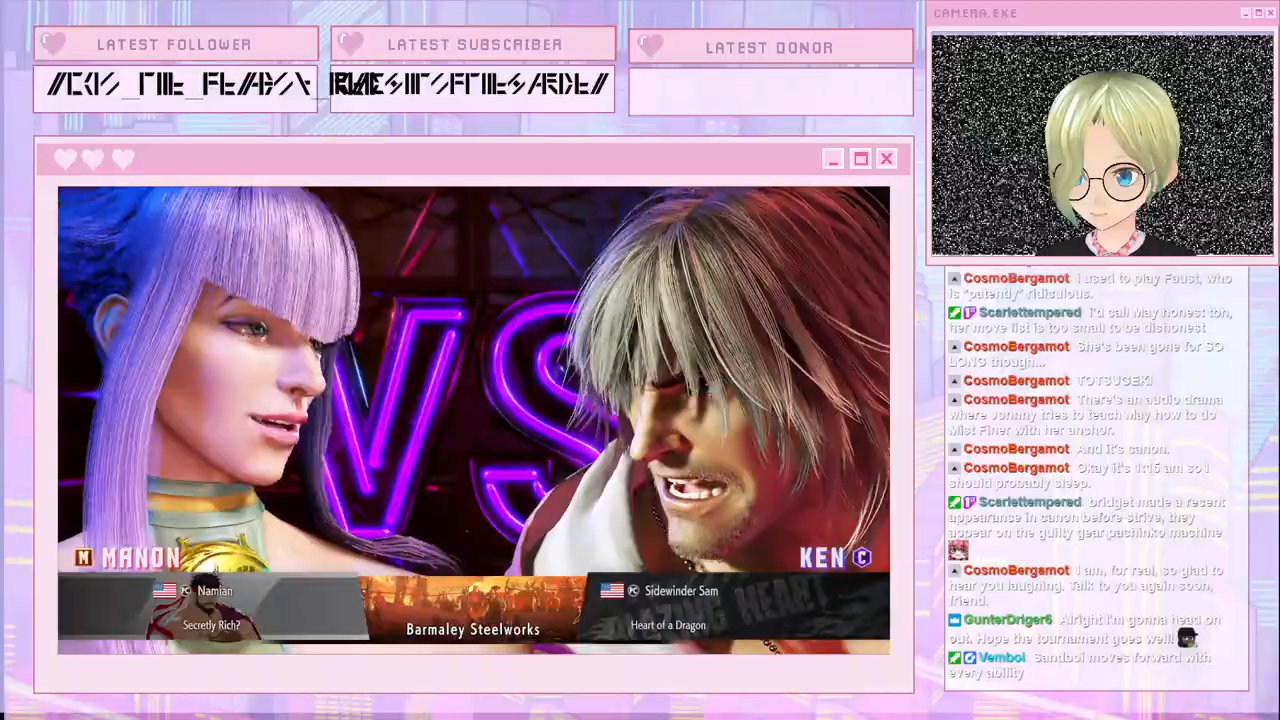 LATEST FOLLOWER
LATEST SUBSCRIBER
LATEST DONOR
CAMERA.EXE
VS
M MANON
KEN C
Namian
Secretly Rich?
Barmaley Steelworks
Sidewinder Sam
Heart of a Dragon
CosmoBergamot I used to play Faust, who
is *patently* ridiculous.
Scarlettempered I'd call May honest tbh,
her move list is too small to be dishonest
CosmoBergamot She's been gone for SO
LONG though...
CosmoBergamot TOTSUGEKI
CosmoBergamot There's an audio drama
where Johnny tries to teach May how to do
Mist Finer with her anchor.
CosmoBergamot And it's canon.
CosmoBergamot Okay it's 1:15 am so I
should probably sleep.
Scarlettempered bridget made a recent
appearance in canon before strive, they
appear on the guilty gear pachinko machine
CosmoBergamot I am, for real, so glad to
hear you laughing. Talk to you again soon,
friend.
GunterDriger6 Alright I'm gonna head on
out. Hope the tournament goes well!
Vemboi Sandboi moves forward with
every ability